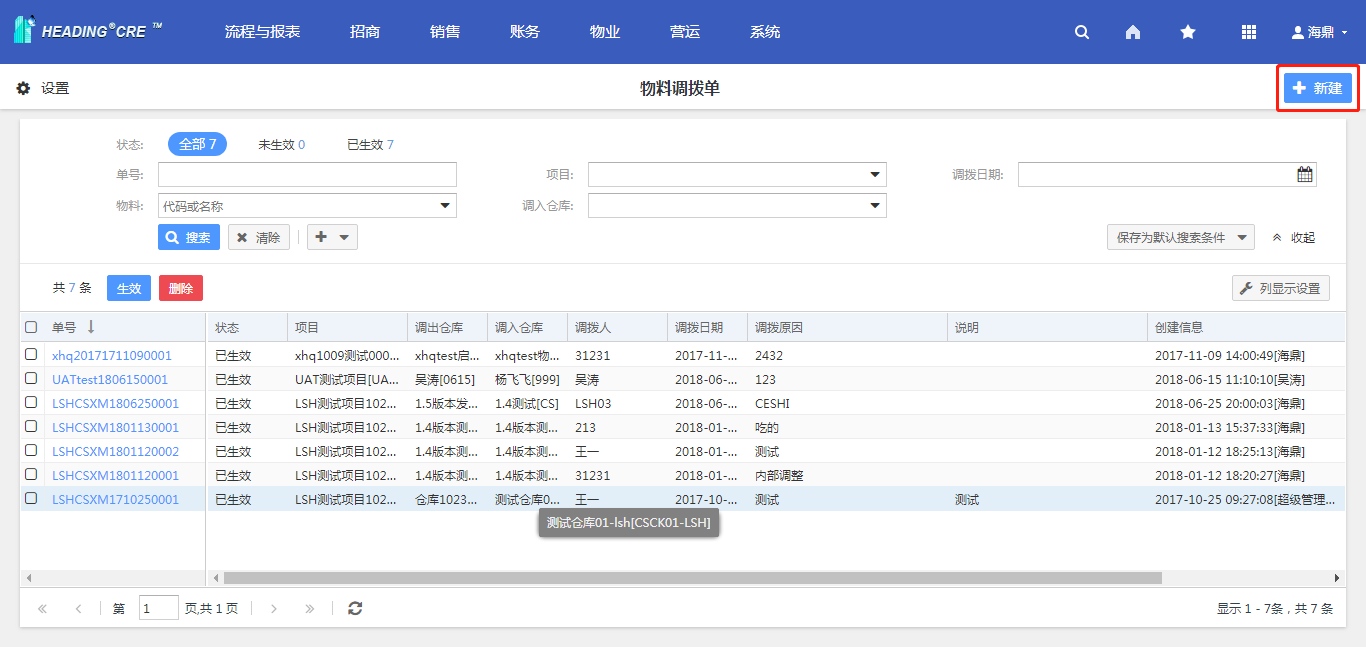 HEADING®CRE ™ 流程与报表 招商 销售 账务 物业 营运 系统 海鼎
设置 物料调拨单 新建
状态: 全部 7 未生效 0 已生效 7
单号: 项目: 调拨日期:
物料: 代码或名称 调入仓库:
搜索 清除 保存为默认搜索条件 收起
共 7 条 生效 删除 列显示设置
单号 状态 项目 调出仓库 调入仓库 调拨人 调拨日期 调拨原因 说明 创建信息
xhq20171711090001 已生效 xhq1009测试000... xhqtest启... xhqtest物... 31231 2017-11-... 2432 2017-11-09 14:00:49[海鼎]
UATtest1806150001 已生效 UAT测试项目[UA... 吴涛[0615] 杨飞飞[999] 吴涛 2018-06-... 123 2018-06-15 11:10:10[吴涛]
LSHCSXM1806250001 已生效 LSH测试项目102... 1.5版本发... 1.4测试[CS] LSH03 2018-06-... CESHI 2018-06-25 20:00:03[海鼎]
LSHCSXM1801130001 已生效 LSH测试项目102... 1.4版本测... 1.4版本测... 213 2018-01-... 吃的 2018-01-13 15:37:33[海鼎]
LSHCSXM1801120002 已生效 LSH测试项目102... 1.4版本测... 1.4版本测... 王一 2018-01-... 测试 2018-01-12 18:25:13[海鼎]
LSHCSXM1801120001 已生效 LSH测试项目102... 1.4版本测... 1.4版本测... 31231 2018-01-... 内部调整 2018-01-12 18:20:27[海鼎]
LSHCSXM1710250001 已生效 LSH测试项目102... 仓库1023... 测试仓库0... 王一 2017-10-... 测试 测试 2017-10-25 09:27:08[超级管理...
测试仓库01-lsh[CSCK01-LSH]
第 1 页,共 1 页 显示 1 - 7条，共 7 条